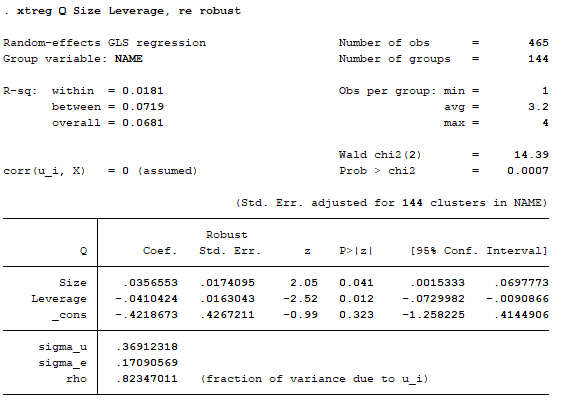 . xtreg Q Size Leverage, re robust
Random-effects GLS regression Number of obs = 465
Group variable: NAME Number of groups = 144
R-sq: within = 0.0181 Obs per group: min = 1
between = 0.0719 avg = 3.2
overall = 0.0681 max = 4
Wald chi2(2) = 14.39
corr(u_i, X) = 0 (assumed) Prob > chi2 = 0.0007
(Std. Err. adjusted for 144 clusters in NAME)
Robust
Q Coef. Std. Err. z P>|z| [95% Conf. Interval]
Size .0356553 .0174095 2.05 0.041 .0015333 .0697773
Leverage -.0410424 .0163043 -2.52 0.012 -.0729982 -.0090866
_cons -.4218673 .4267211 -0.99 0.323 -1.258225 .4144906
sigma_u .36912318
sigma_e .17090569
rho .82347011 (fraction of variance due to u_i)